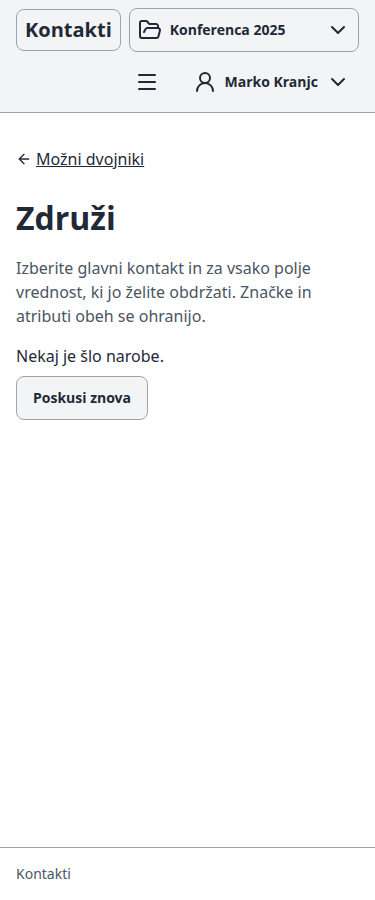 Kontakti
Konferenca 2025
Marko Kranjc
Možni dvojniki
Združi
Izberite glavni kontakt in za vsako polje
vrednost, ki jo želite obdržati. Značke in
atributi obeh se ohranijo.
Nekaj je šlo narobe.
Poskusi znova
Kontakti